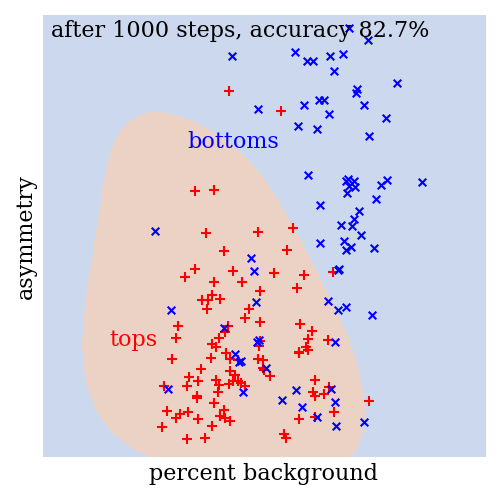 after 1000 steps, accuracy 82.7%
bottoms
asymmetry
tops
percent background